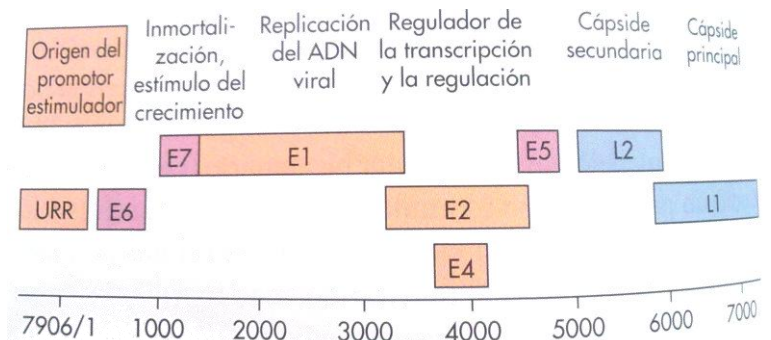 Origen del
promotor
estimulador
Inmortali-
zación,
estímulo del
crecimiento
Replicación
del ADN
viral
Regulador de
la transcripción
y la regulación
Cápside
secundaria
Cápside
principal
E7
E1
E5
L2
URR
E6
E2
L1
E4
7906/1 1000 2000 3000 4000 5000 6000 7000